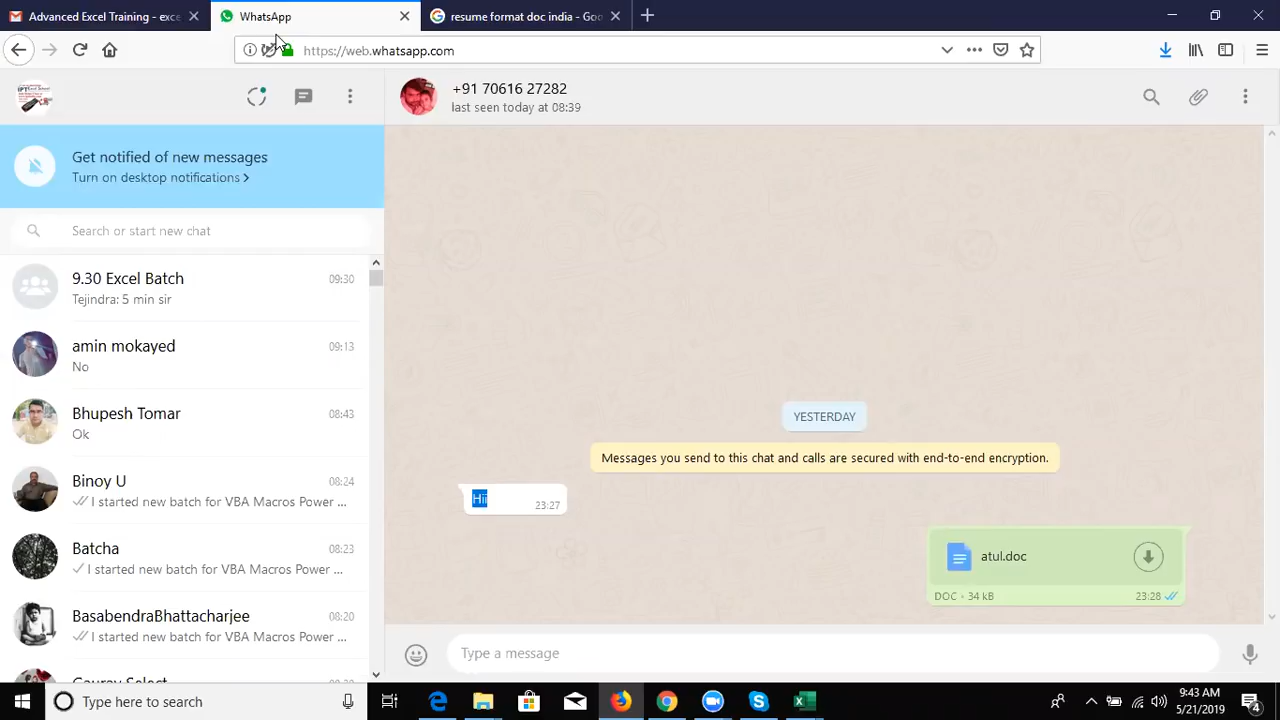 Advanced Excel Training - exce
WhatsApp
resume format doc india - Goo
https://web.whatsapp.com
+91 70616 27282
last seen today at 08:39
Get notified of new messages
Turn on desktop notifications >
Search or start new chat
9.30 Excel Batch 09:30
Tejindra: 5 min sir
amin mokayed 09:13
No
Bhupesh Tomar 08:43
Ok
Binoy U 08:24
I started new batch for VBA Macros Power ...
Batcha 08:23
I started new batch for VBA Macros Power ...
BasabendraBhattacharjee 08:20
I started new batch for VBA Macros Power ...
Gaurav Select
YESTERDAY
Messages you send to this chat and calls are secured with end-to-end encryption.
Hii 23:27
atul.doc
DOC • 34 kB 23:28
Type a message
Type here to search
9:43 AM
5/21/2019
4